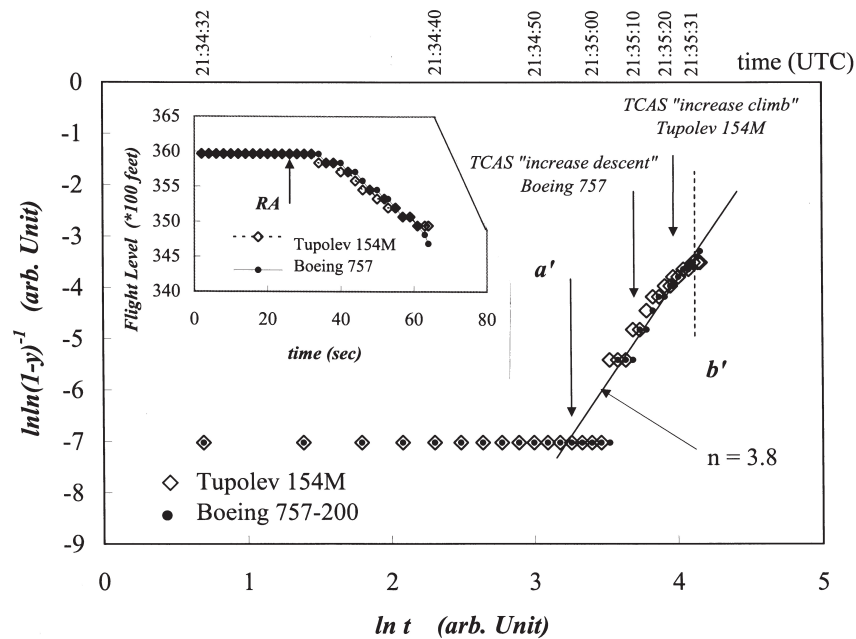 21:34:32
21:34:40
21:34:50
21:35:00
21:35:10
21:35:20
21:35:31
time (UTC)
0
-1
-2
-3
-4
-5
-6
-7
-8
-9
lnln(1-y)-1 (arb. Unit)
365
360
355
350
345
340
Flight Level (*100 feet)
RA
Tupolev 154M
Boeing 757
0
20
40
60
80
time (sec)
TCAS "increase climb"
Tupolev 154M
TCAS "increase descent"
Boeing 757
a'
b'
n = 3.8
Tupolev 154M
Boeing 757-200
0
1
2
3
4
5
ln t (arb. Unit)